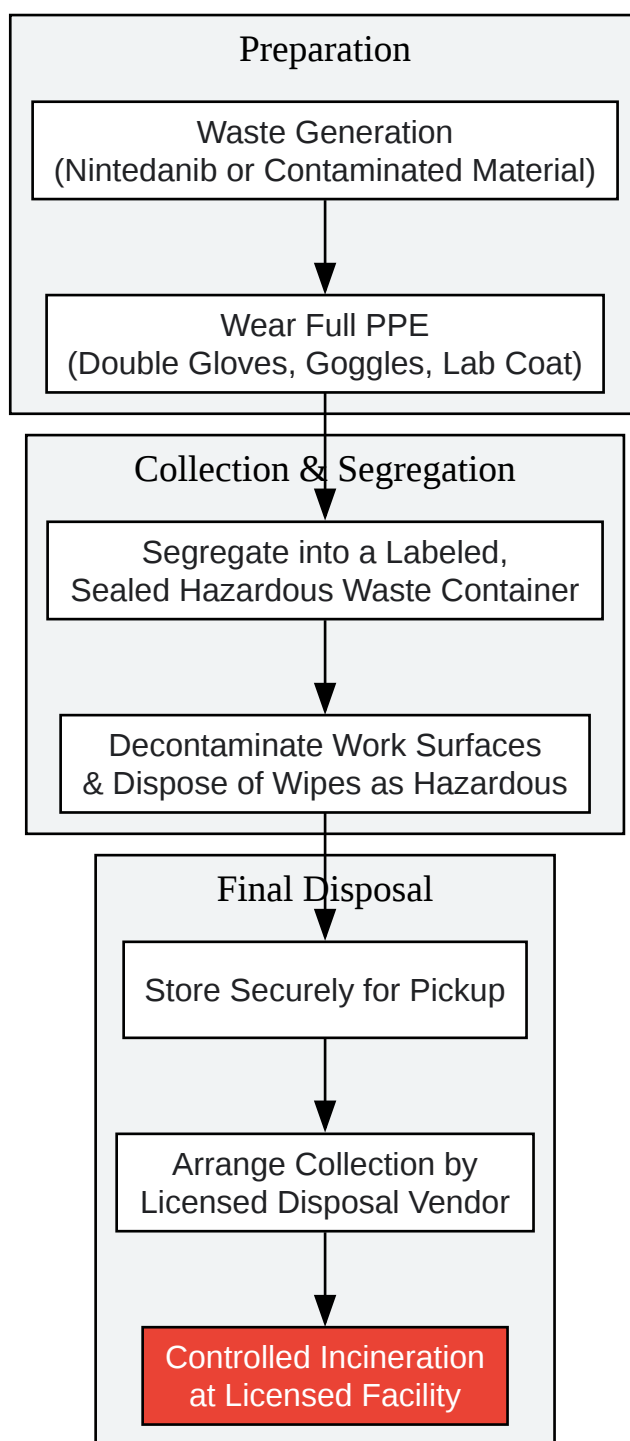 Preparation
Waste Generation
(Nintedanib or Contaminated Material)
Wear Full PPE
(Double Gloves, Goggles, Lab Coat)
Collection & Segregation
Segregate into a Labeled,
Sealed Hazardous Waste Container
Decontaminate Work Surfaces
& Dispose of Wipes as Hazardous
Final Disposal
Store Securely for Pickup
Arrange Collection by
Licensed Disposal Vendor
Controlled Incineration
at Licensed Facility